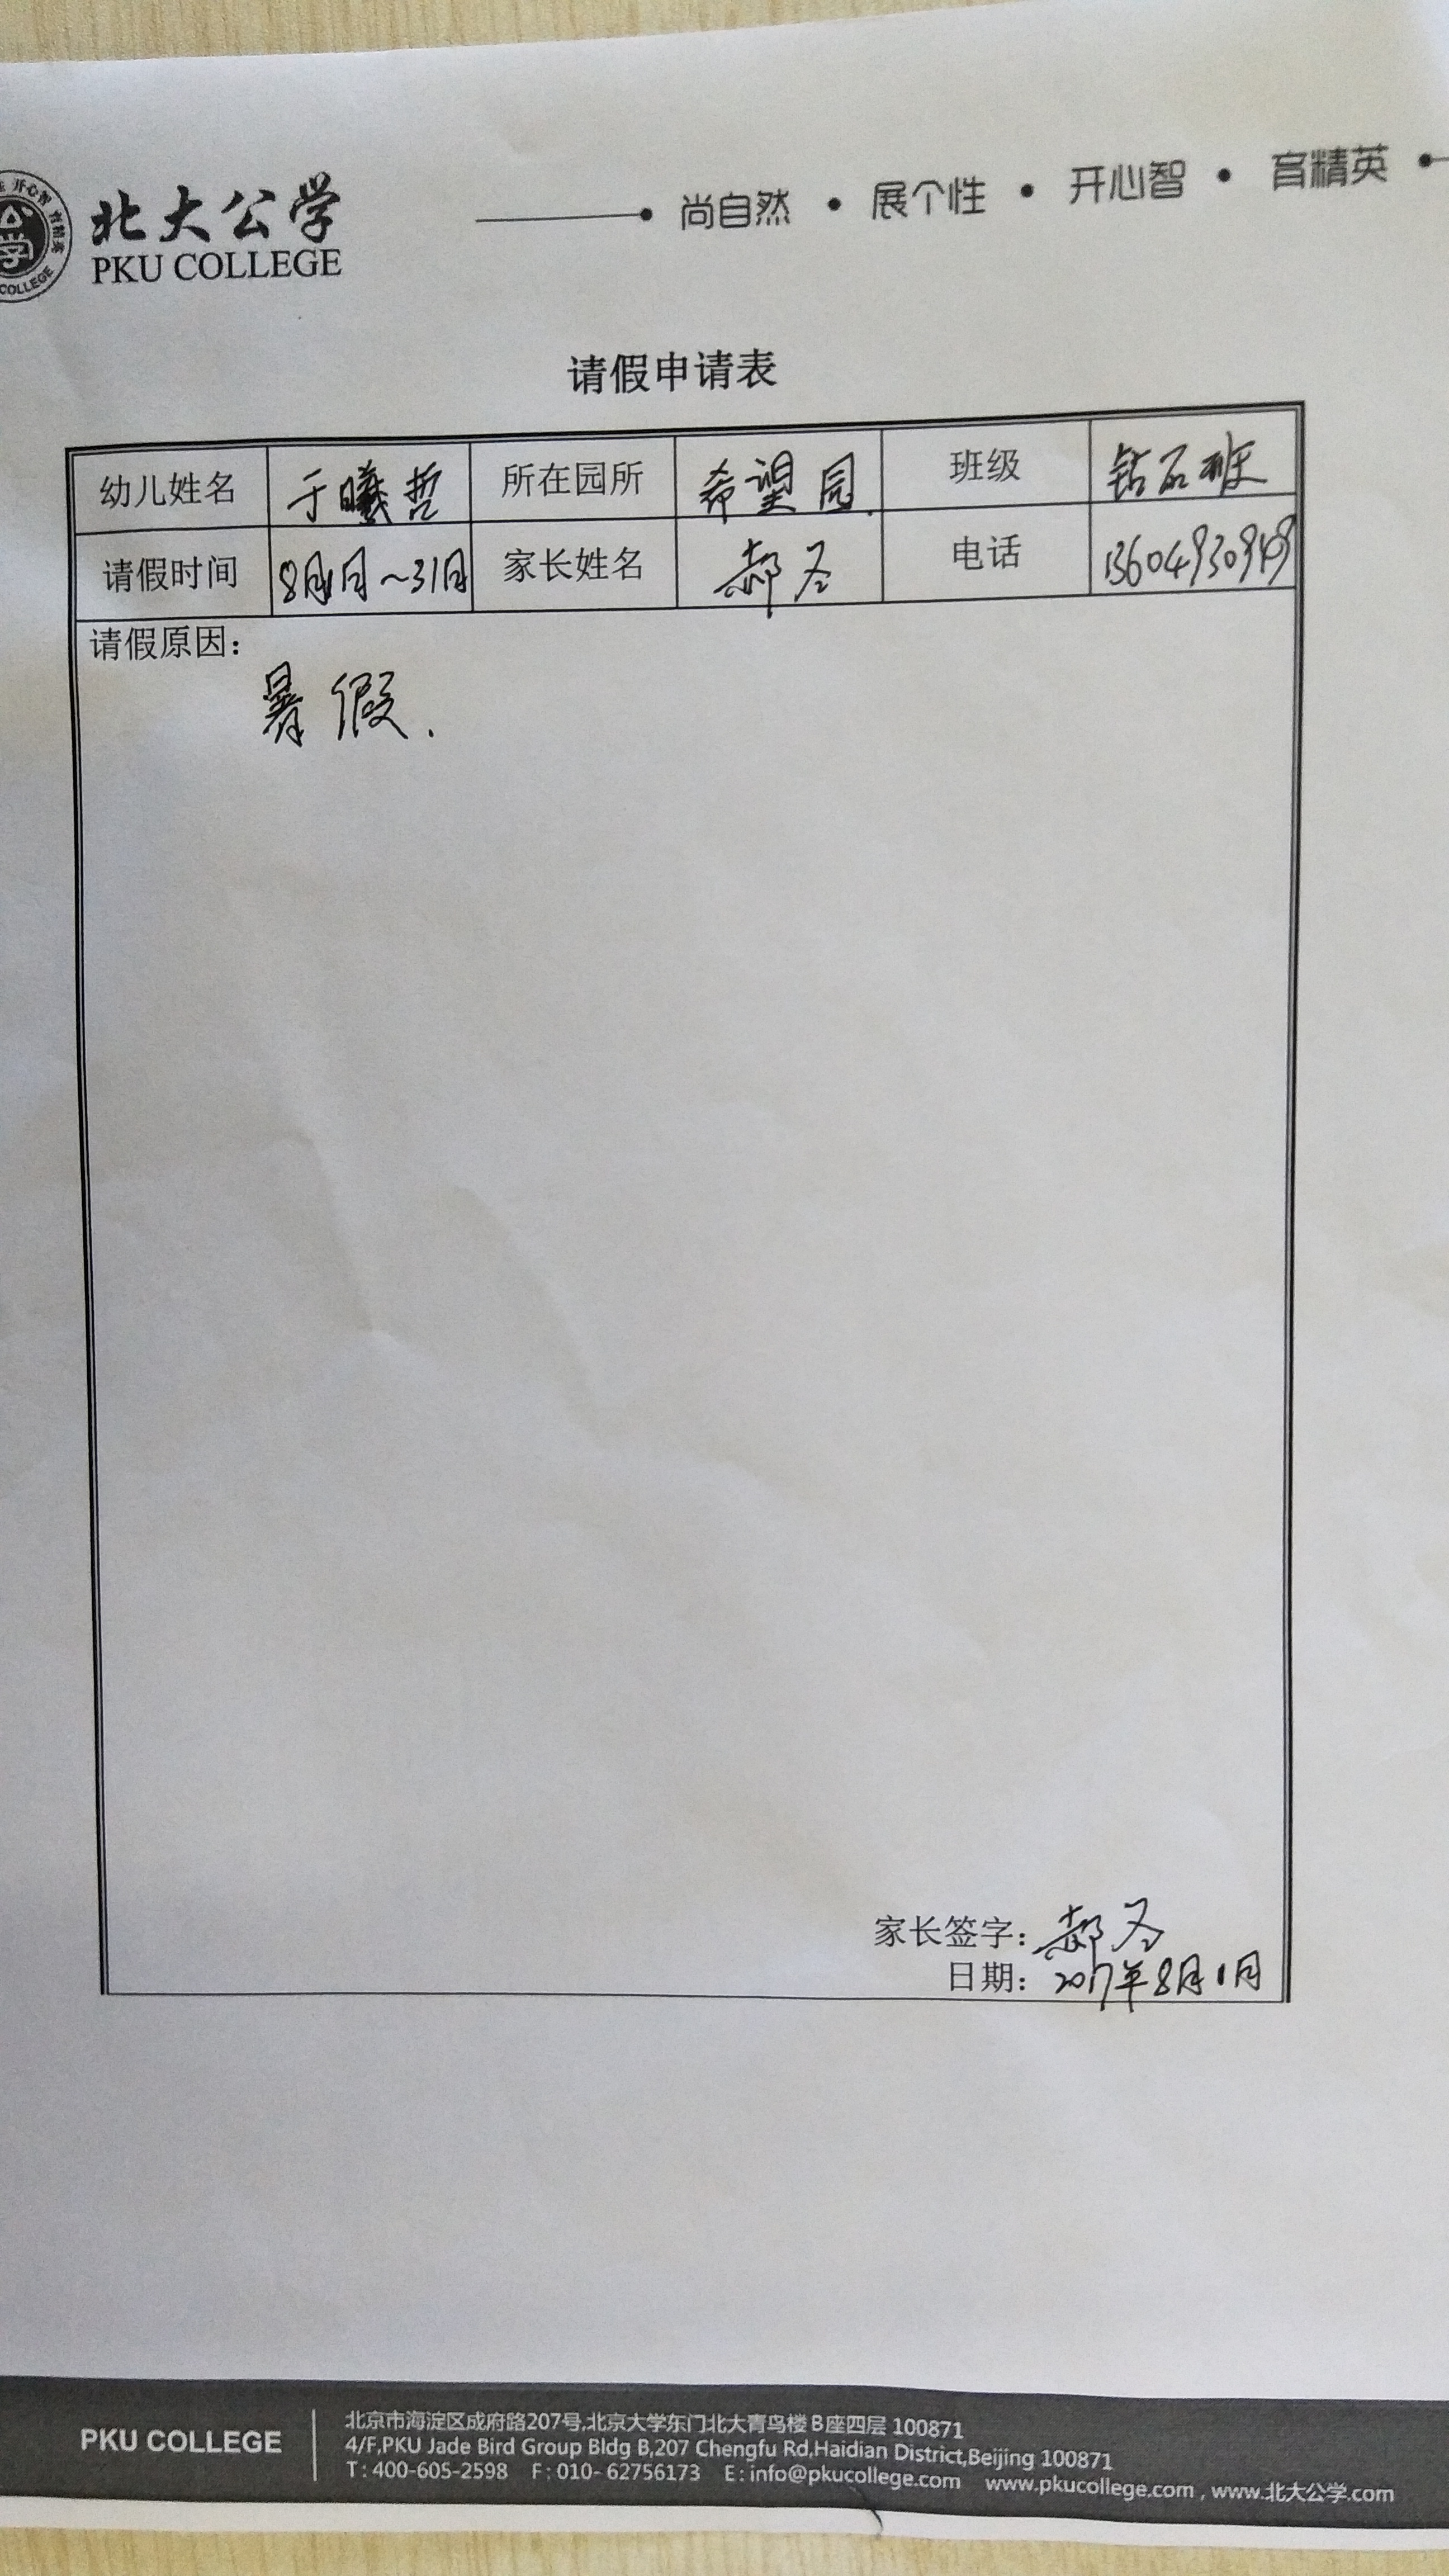 北大公学
PKU COLLEGE
尚自然 • 展个性 • 开心智 • 育精英
请假申请表
幼儿姓名 于曦哲 所在园所 希望园. 班级 钻石班
请假时间 8月1日~31日 家长姓名 郝 电话
请假原因:
暑假.
家长签字: 郝
日期: 2017年8月1日
PKU COLLEGE
北京市海淀区成府路207号,北京大学东门北大青鸟楼B座四层 100871
4/F,PKU Jade Bird Group Bldg B,207 Chengfu Rd,Haidian District,Beijing 100871
T: 400-605-2598 F: 010- 62756173 E: info@pkucollege.com www.pkucollege.com , www.北大公学.com